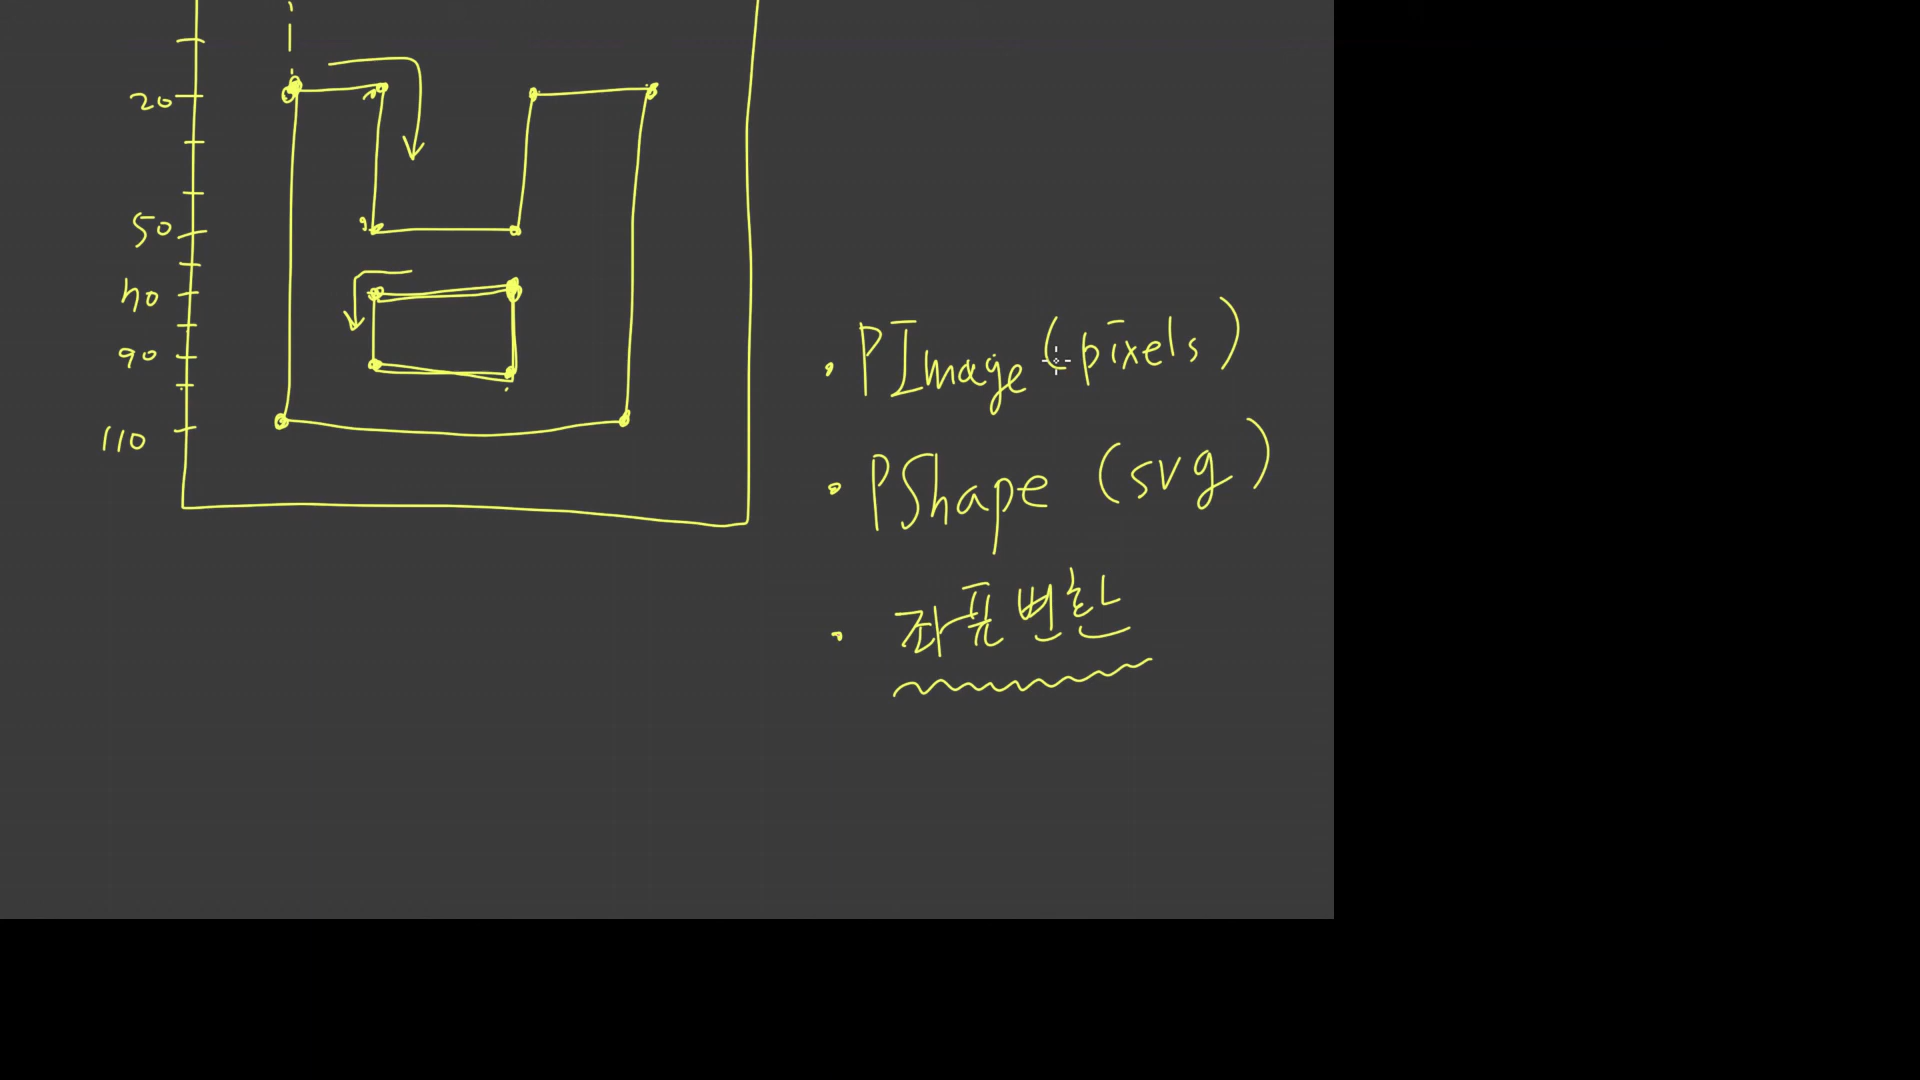 20
50
70
90
110
• PImage (pixels)
• PShape (svg)
• 좌표변환